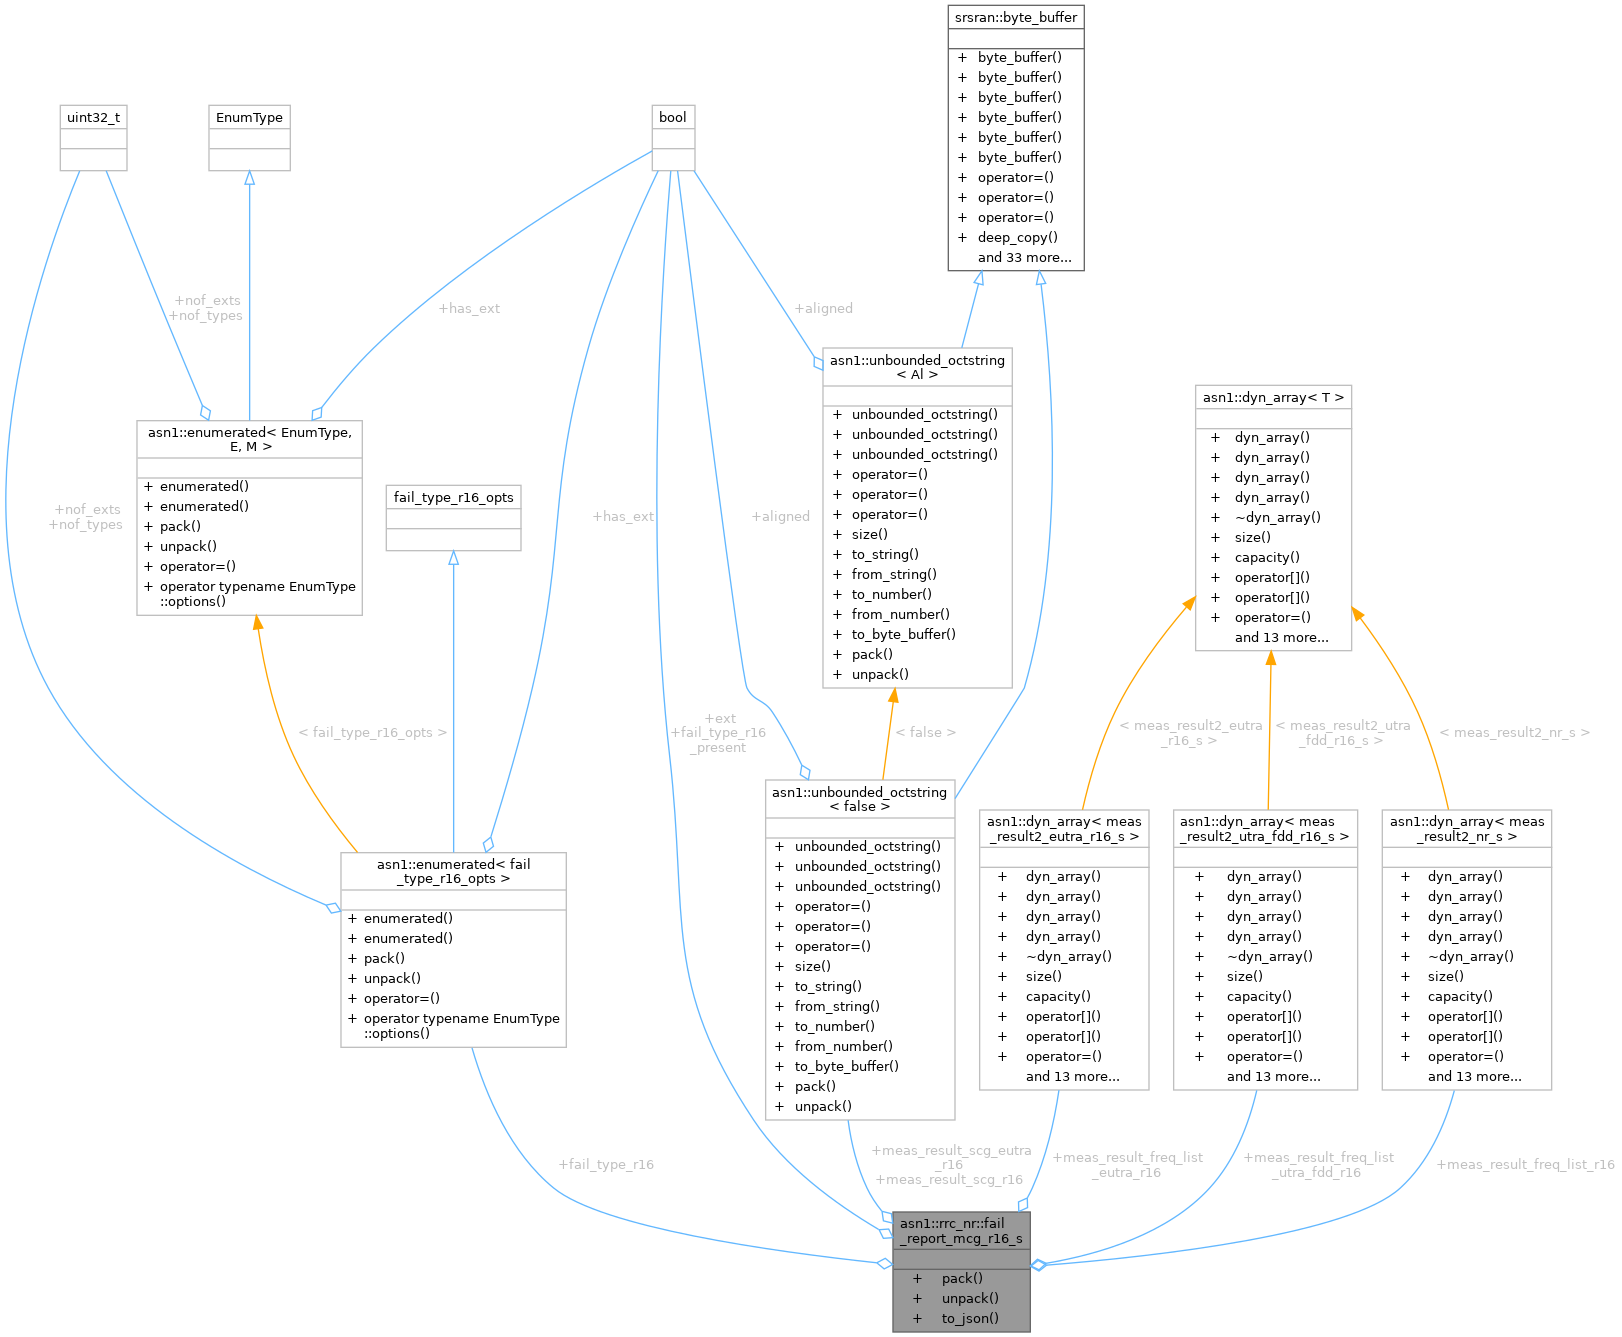 srsran::byte_buffer
+ byte_buffer()
+ byte_buffer()
+ byte_buffer()
+ byte_buffer()
+ byte_buffer()
+ byte_buffer()
+ operator=()
+ operator=()
+ operator=()
+ deep_copy()
and 33 more...
uint32_t
EnumType
bool
+nof_exts
+nof_types
+has_ext
+aligned
asn1::unbounded_octstring
< Al >
+ unbounded_octstring()
+ unbounded_octstring()
+ unbounded_octstring()
+ operator=()
+ operator=()
+ operator=()
+ size()
+ to_string()
+ from_string()
+ to_number()
+ from_number()
+ to_byte_buffer()
+ pack()
+ unpack()
asn1::dyn_array< T >
+ dyn_array()
+ dyn_array()
+ dyn_array()
+ dyn_array()
+ ~dyn_array()
+ size()
+ capacity()
+ operator[]()
+ operator[]()
+ operator=()
and 13 more...
asn1::enumerated< EnumType,
E, M >
+ enumerated()
+ enumerated()
+ pack()
+ unpack()
+ operator=()
+ operator typename EnumType
::options()
fail_type_r16_opts
+nof_exts
+nof_types
+has_ext
+aligned
< fail_type_r16_opts >
+ext
+fail_type_r16
_present
< false >
< meas_result2_eutra
_r16_s >
< meas_result2_utra
_fdd_r16_s >
< meas_result2_nr_s >
asn1::enumerated< fail
_type_r16_opts >
+ enumerated()
+ enumerated()
+ pack()
+ unpack()
+ operator=()
+ operator typename EnumType
::options()
asn1::unbounded_octstring
< false >
+ unbounded_octstring()
+ unbounded_octstring()
+ unbounded_octstring()
+ operator=()
+ operator=()
+ operator=()
+ size()
+ to_string()
+ from_string()
+ to_number()
+ from_number()
+ to_byte_buffer()
+ pack()
+ unpack()
asn1::dyn_array< meas
_result2_eutra_r16_s >
+ dyn_array()
+ dyn_array()
+ dyn_array()
+ dyn_array()
+ ~dyn_array()
+ size()
+ capacity()
+ operator[]()
+ operator[]()
+ operator=()
and 13 more...
asn1::dyn_array< meas
_result2_utra_fdd_r16_s >
+ dyn_array()
+ dyn_array()
+ dyn_array()
+ dyn_array()
+ ~dyn_array()
+ size()
+ capacity()
+ operator[]()
+ operator[]()
+ operator=()
and 13 more...
asn1::dyn_array< meas
_result2_nr_s >
+ dyn_array()
+ dyn_array()
+ dyn_array()
+ dyn_array()
+ ~dyn_array()
+ size()
+ capacity()
+ operator[]()
+ operator[]()
+ operator=()
and 13 more...
+fail_type_r16
+meas_result_scg_eutra
_r16
+meas_result_scg_r16
+meas_result_freq_list
_eutra_r16
+meas_result_freq_list
_utra_fdd_r16
+meas_result_freq_list_r16
asn1::rrc_nr::fail
_report_mcg_r16_s
+ pack()
+ unpack()
+ to_json()